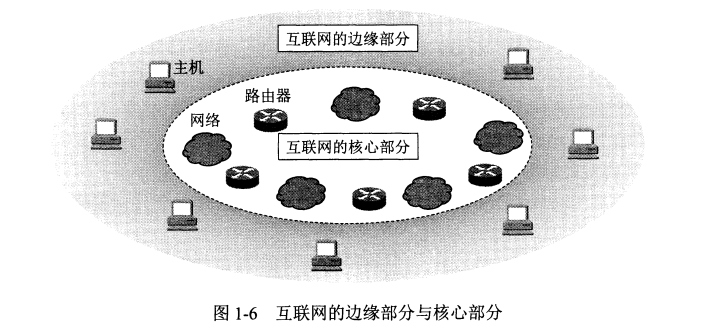 互联网的边缘部分
主机
路由器
网络
互联网的核心部分
图 1-6 互联网的边缘部分与核心部分